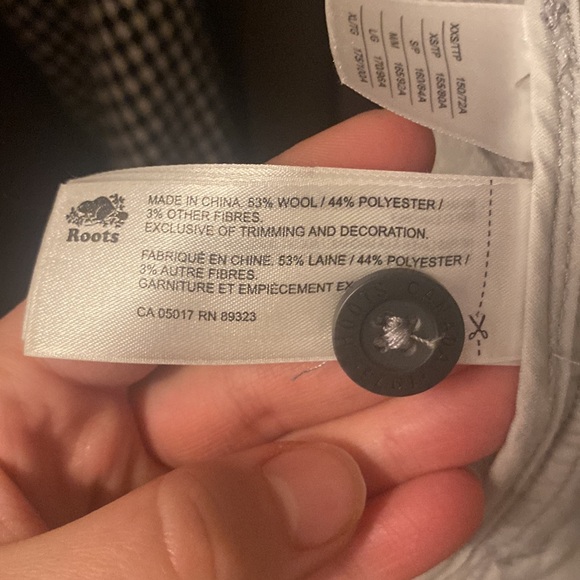 XXS/TTP 150/72A
XS/TP 155/80A
S/P 160/84A
M/M 165/92A
L/G 170/96A
XL/TG 175/100A
Roots
MADE IN CHINA. 53% WOOL / 44% POLYESTER /
3% OTHER FIBRES.
EXCLUSIVE OF TRIMMING AND DECORATION.
FABRIQUÉ EN CHINE. 53% LAINE / 44% POLYESTER /
3% AUTRE FIBRES.
GARNITURE ET EMPIÈCEMENT EX
CA 05017 RN 89323
ROOTS CANADA